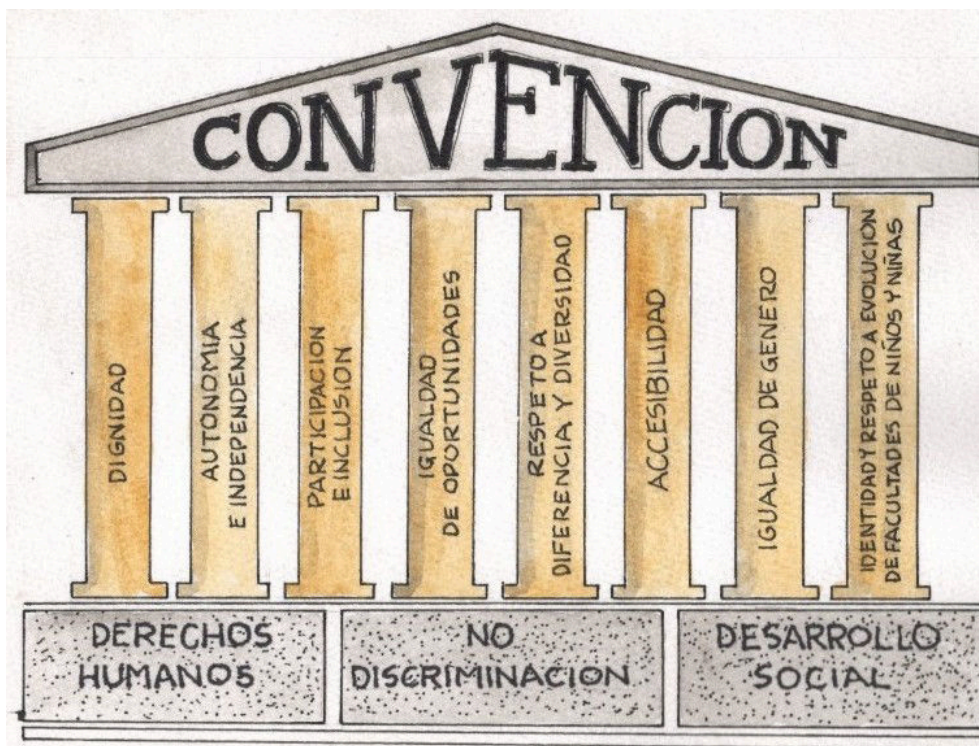 CONVENCION
DIGNIDAD
AUTONOMIA
E INDEPENDENCIA
PARTICIPACION
E INCLUSION
IGUALDAD
DE OPORTUNIDADES
RESPETO A
DIFERENCIA Y DIVERSIDAD
ACCESIBILIDAD
IGUALDAD DE GENERO
IDENTIDAD Y RESPETO A EVOLUCION
DE FACULTADES DE NIÑOS Y NIÑAS
DERECHOS
HUMANOS
NO
DISCRIMINACION
DESARROLLO
SOCIAL